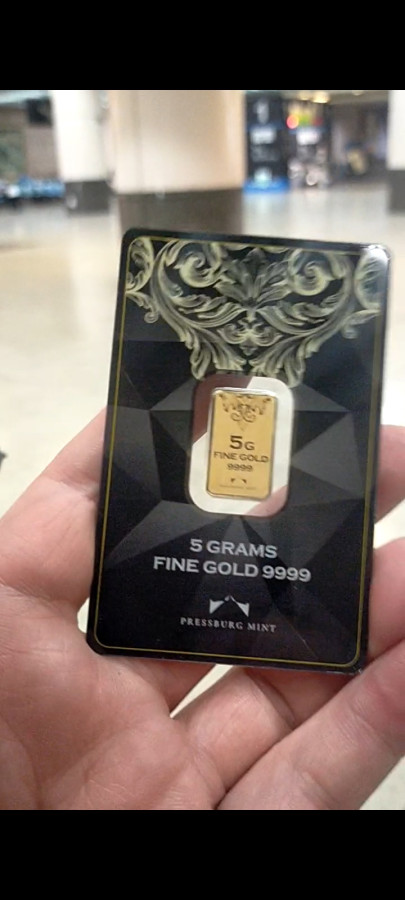 5G
FINE GOLD
9999
5 GRAMS
FINE GOLD 9999
PRESSBURG MINT